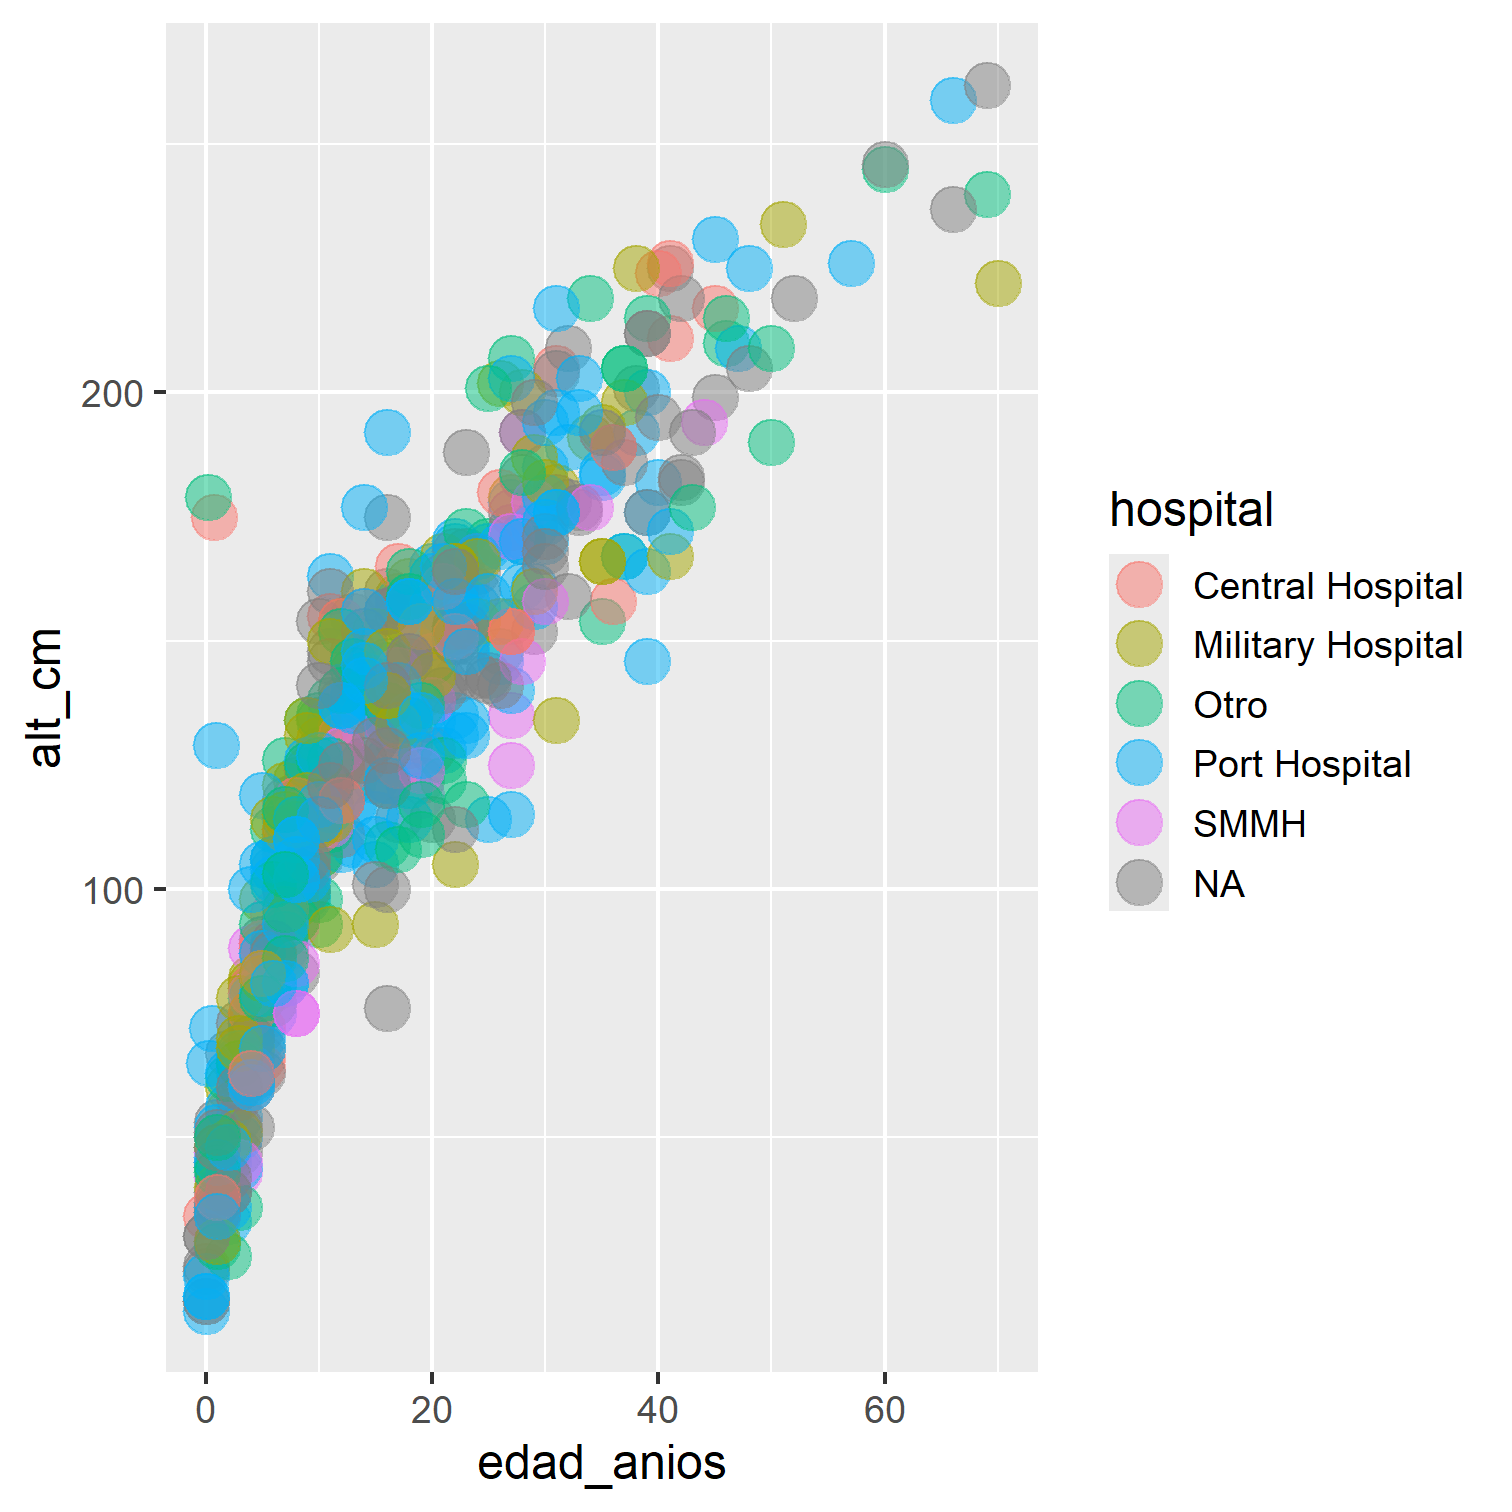 alt_cm
200
100
0 20 40 60
edad_anios
hospital
Central Hospital
Military Hospital
Otro
Port Hospital
SMMH
NA